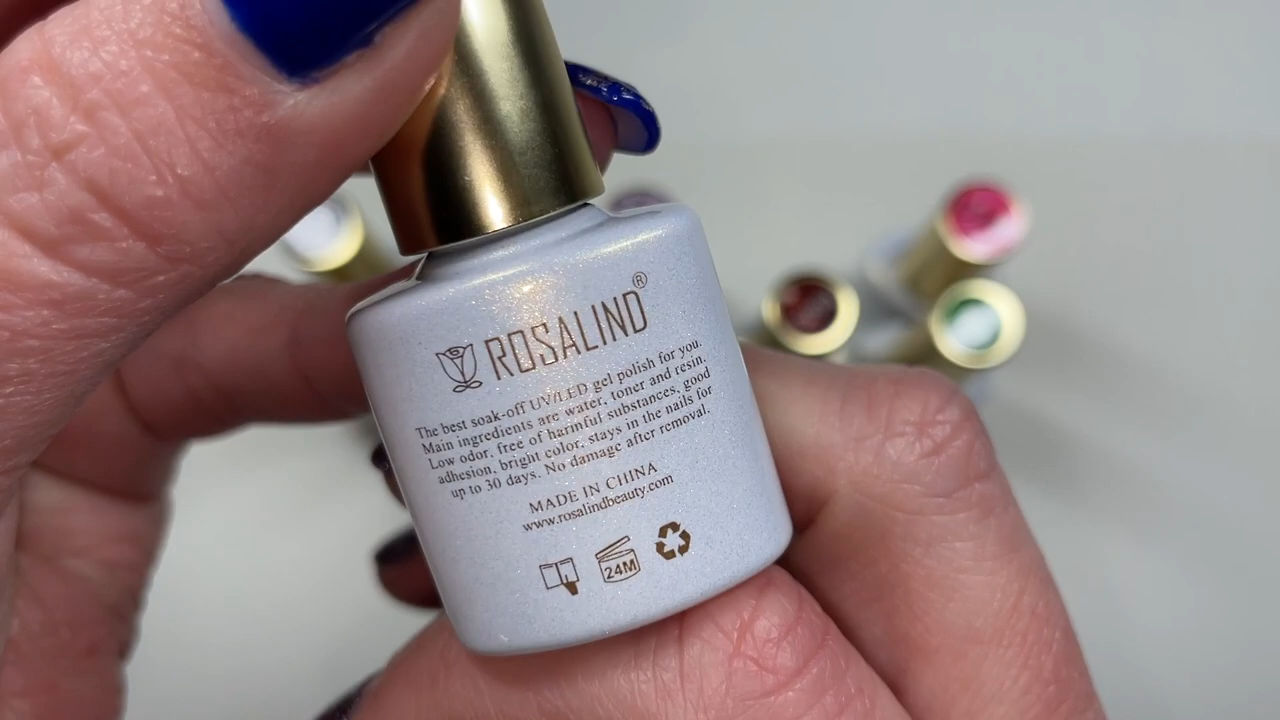 ROSALIND®
The best soak-off UV/LED gel polish for you.
Main ingredients are water, toner and resin.
Low odor, free of harmful substances, good
adhesion, bright color, stays in the nails for
up to 30 days. No damage after removal.
MADE IN CHINA
www.rosalindbeauty.com
24M